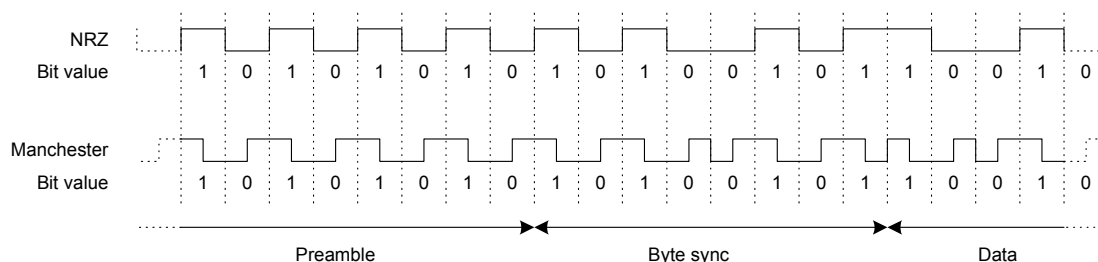 NRZ
Bit value 1 0 1 0 1 0 1 0 1 0 1 0 0 1 0 1 1 0 0 1 0
Manchester
Bit value 1 0 1 0 1 0 1 0 1 0 1 0 0 1 0 1 1 0 0 1 0
Preamble Byte sync Data